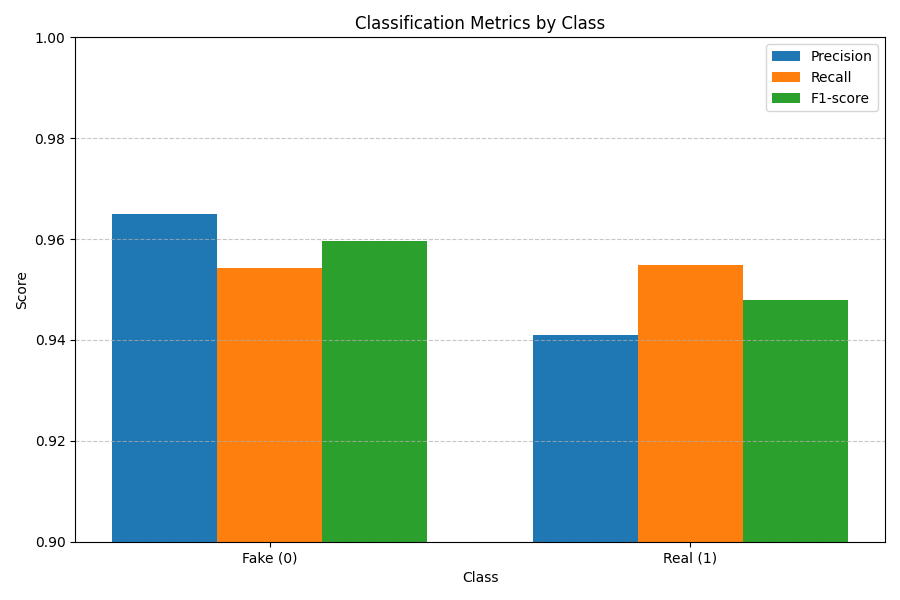 Classification Metrics by Class
1.00
0.98
0.96
0.94
0.92
0.90
Score
Precision
Recall
F1-score
Fake (0)
Real (1)
Class